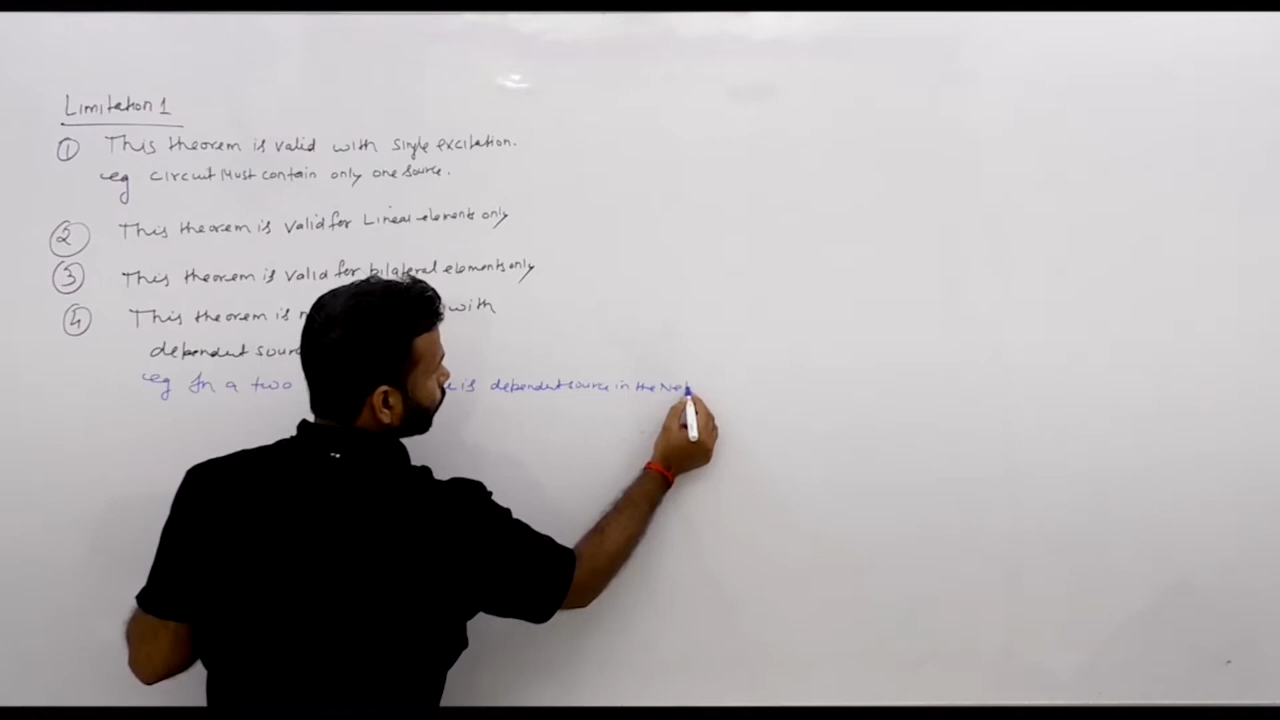 Limitation 1
① This theorem is valid with single excitation.
eg circuit Must contain only one source.
② This theorem is valid for Linear elements only
③ This theorem is valid for bilateral elements only
④ This theorem is with
dependent
eg In a two is dependent source in the